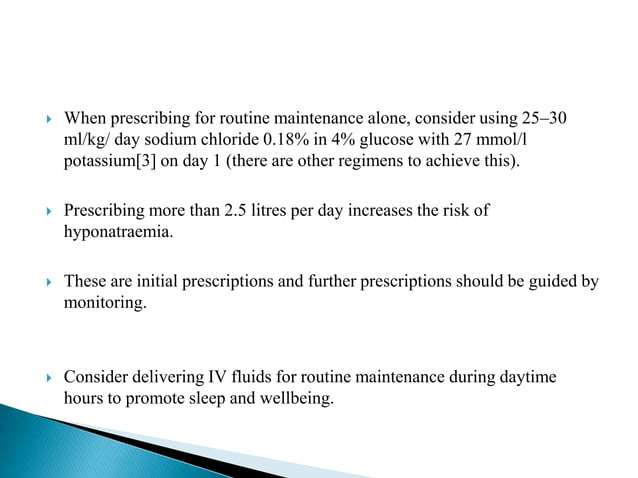 When prescribing for routine maintenance alone, consider using 25–30
ml/kg/ day sodium chloride 0.18% in 4% glucose with 27 mmol/l
potassium[3] on day 1 (there are other regimens to achieve this).
Prescribing more than 2.5 litres per day increases the risk of
hyponatraemia.
These are initial prescriptions and further prescriptions should be guided by
monitoring.
Consider delivering IV fluids for routine maintenance during daytime
hours to promote sleep and wellbeing.